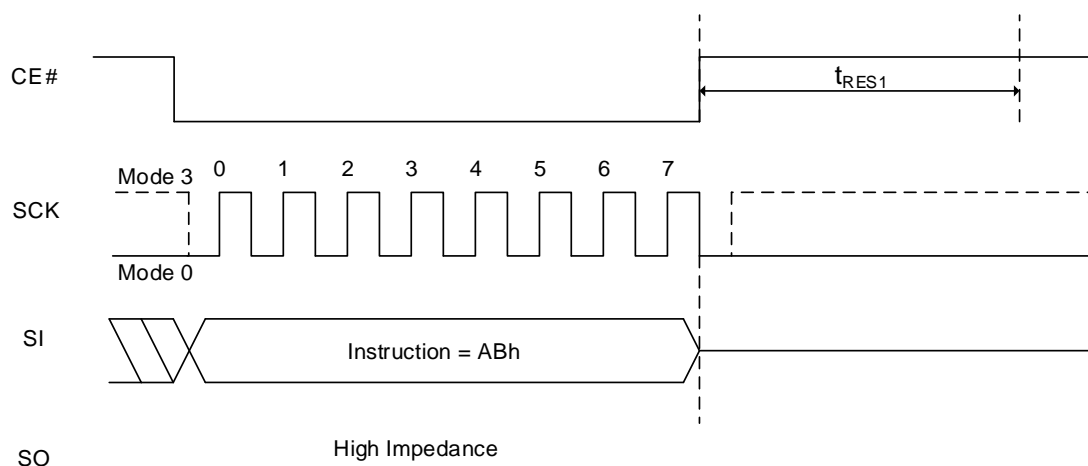 CE#
tRES1
Mode 3
0 1 2 3 4 5 6 7
SCK
Mode 0
SI
Instruction = ABh
High Impedance
SO